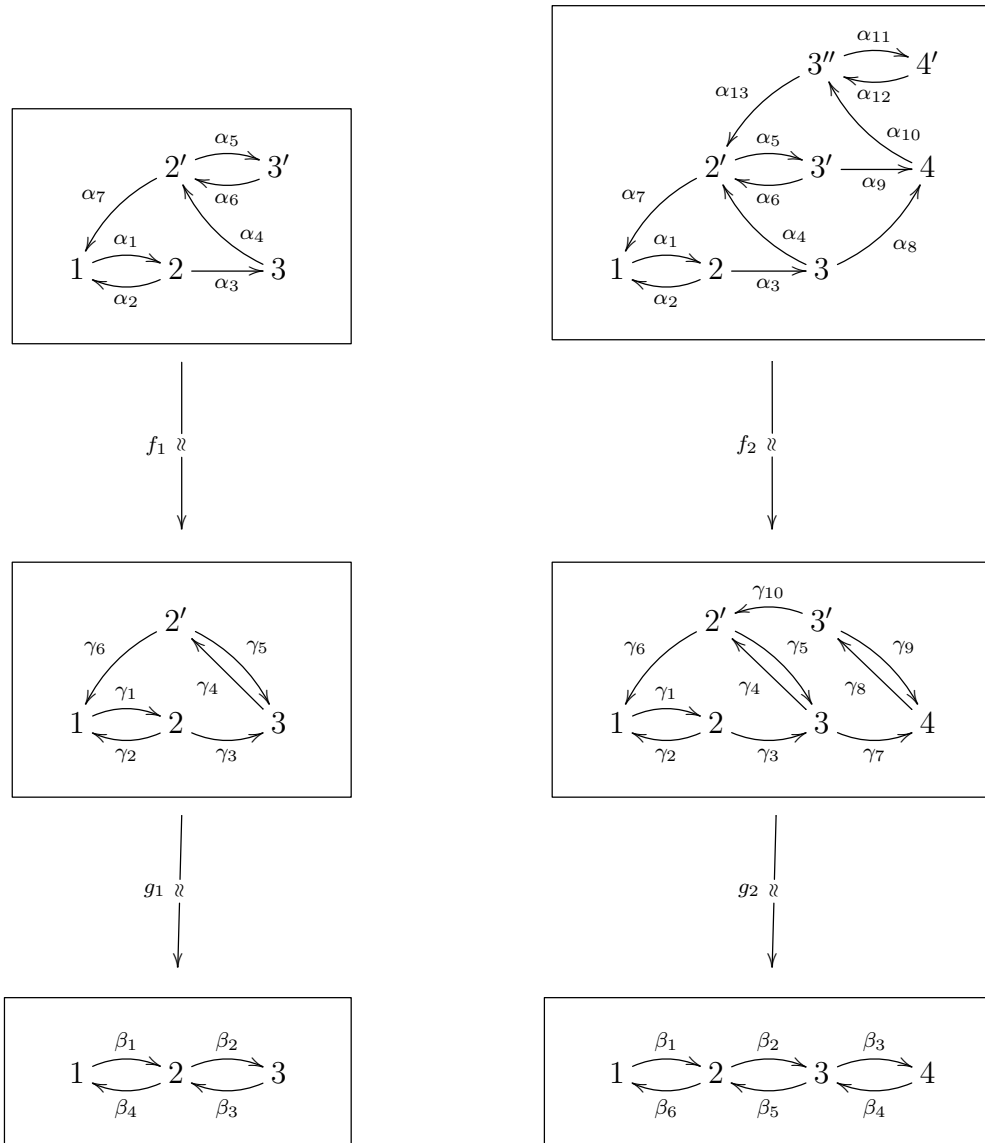 α11
3″ 4′
α12
α13
α10
α5 α5
2′ 3′ 2′ 3′ 4
α6 α6 α9
α7 α7
α4 α4 α8
α1 α1
1 2 3 1 2 3
α2 α3 α2 α3
f1 ≈ f2 ≈
γ10
2′ 2′ 3′
γ6 γ5 γ6 γ5 γ9
γ1 γ4 γ1 γ4 γ8
1 2 3 1 2 3 4
γ2 γ3 γ2 γ3 γ7
g1 ≈ g2 ≈
β1 β2 β1 β2 β3
1 2 3 1 2 3 4
β4 β3 β6 β5 β4